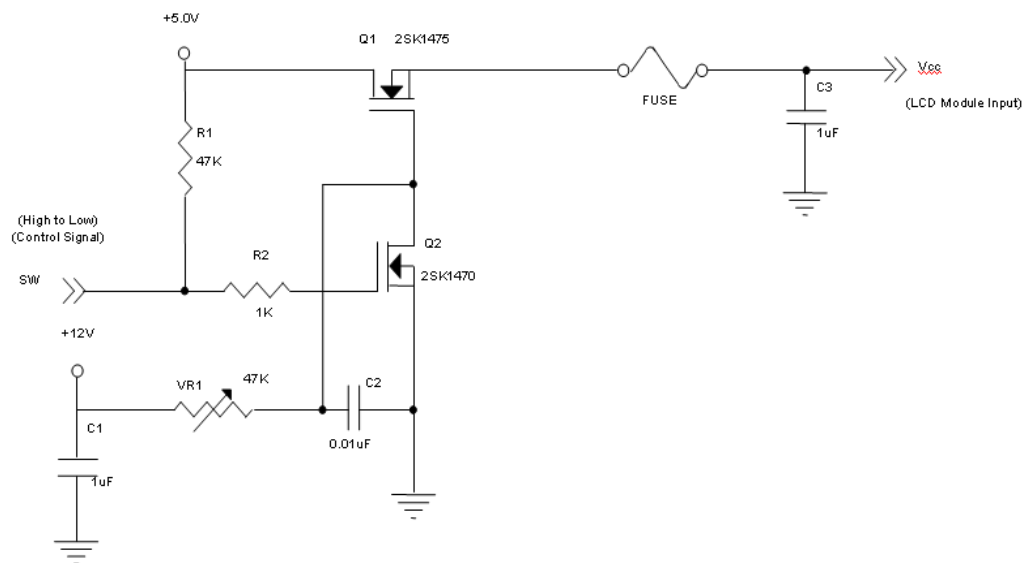 +5.0V
Q1 2SK1475
Vcc
FUSE
C3
(LCD Module Input)
R1
1uF
47K
(High to Low)
(Control Signal)
Q2
R2
2SK1470
SW
1K
+12V
VR1 47K
C2
C1
0.01uF
1uF